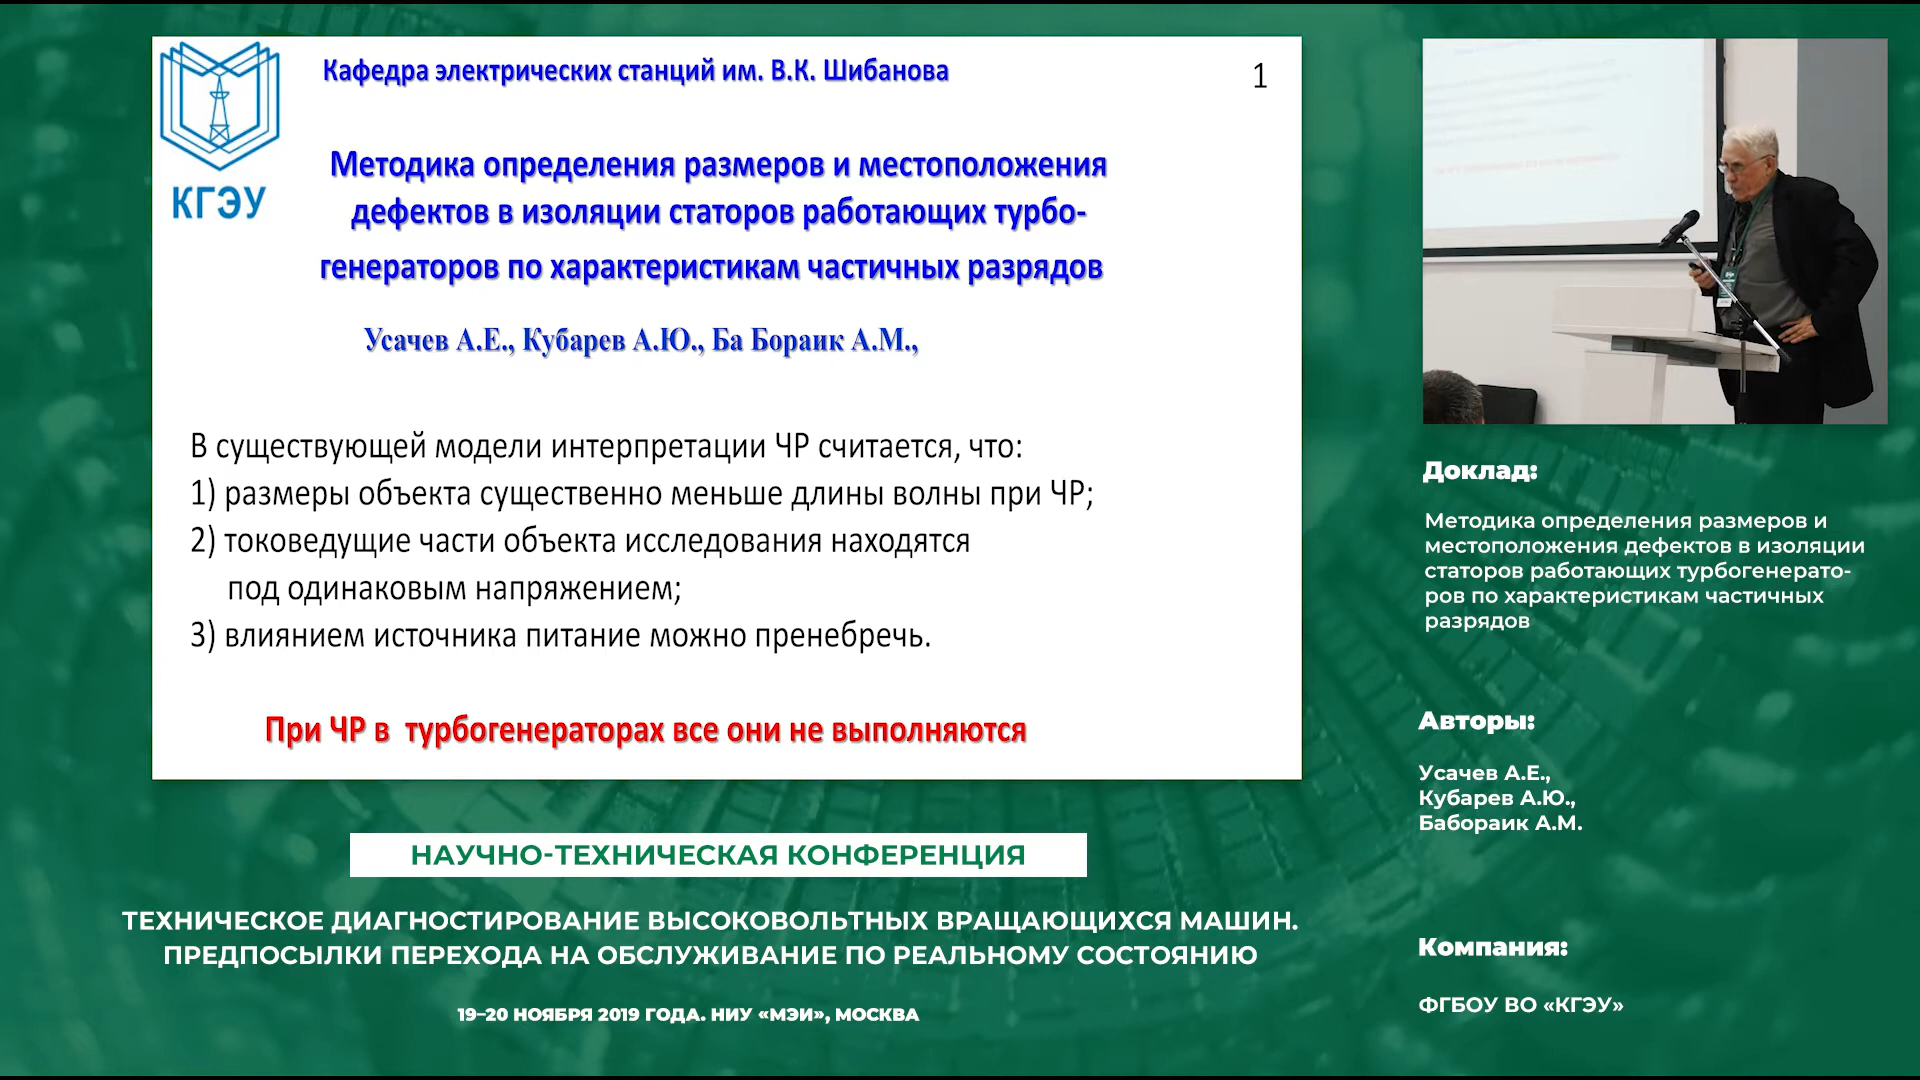 Кафедра электрических станций им. В.К. Шибанова
1
КГЭУ
Методика определения размеров и местоположения
дефектов в изоляции статоров работающих турбо-
генераторов по характеристикам частичных разрядов
Усачев А.Е., Кубарев А.Ю., Ба Бораик А.М.,
В существующей модели интерпретации ЧР считается, что:
1) размеры объекта существенно меньше длины волны при ЧР;
2) токоведущие части объекта исследования находятся
под одинаковым напряжением;
3) влиянием источника питание можно пренебречь.
При ЧР в турбогенераторах все они не выполняются
НАУЧНО-ТЕХНИЧЕСКАЯ КОНФЕРЕНЦИЯ
ТЕХНИЧЕСКОЕ ДИАГНОСТИРОВАНИЕ ВЫСОКОВОЛЬТНЫХ ВРАЩАЮЩИХСЯ МАШИН.
ПРЕДПОСЫЛКИ ПЕРЕХОДА НА ОБСЛУЖИВАНИЕ ПО РЕАЛЬНОМУ СОСТОЯНИЮ
19–20 НОЯБРЯ 2019 ГОДА. НИУ «МЭИ», МОСКВА
Доклад:
Методика определения размеров и
местоположения дефектов в изоляции
статоров работающих турбогенерато-
ров по характеристикам частичных
разрядов
Авторы:
Усачев А.Е.,
Кубарев А.Ю.,
Бабораик А.М.
Компания:
ФГБОУ ВО «КГЭУ»